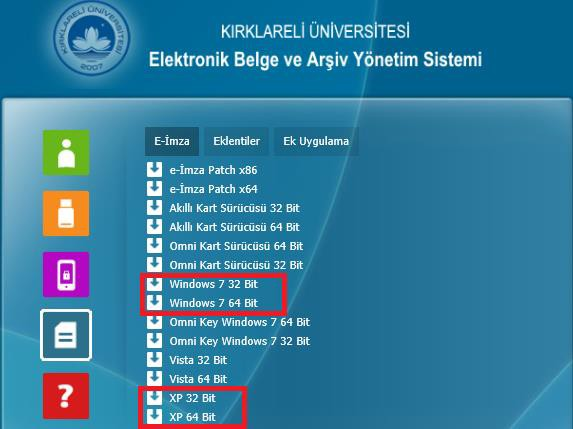 KIRKLARELİ ÜNİVERSİTESİ
2007
KIRKLARELİ ÜNİVERSİTESİ
Elektronik Belge ve Arşiv Yönetim Sistemi
E-İmza Eklentiler Ek Uygulama
e-İmza Patch x86
e-İmza Patch x64
Akıllı Kart Sürücüsü 32 Bit
Akıllı Kart Sürücüsü 64 Bit
Omni Kart Sürücüsü 64 Bit
Omni Kart Sürücüsü 32 Bit
Windows 7 32 Bit
Windows 7 64 Bit
Omni Key Windows 7 64 Bit
Omni Key Windows 7 32 Bit
Vista 32 Bit
Vista 64 Bit
XP 32 Bit
XP 64 Bit
?